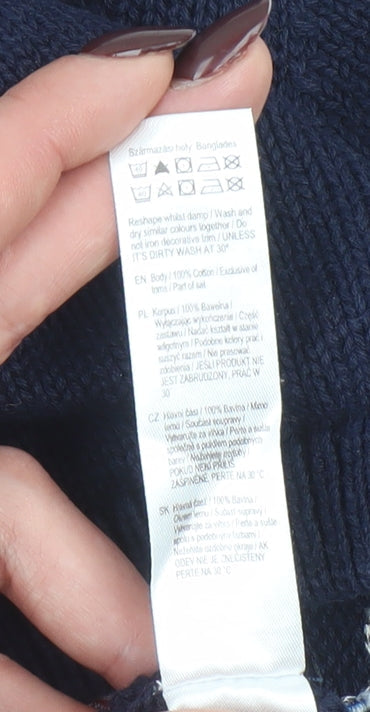 Származási hely: Banglades
Reshape whilst damp / Wash and
dry similar colours together / Do
not iron decorative trim / UNLESS
IT'S DIRTY WASH AT 30°
EN Body / 100% Cotton / Exclusive of
trims / Part of set
PL Korpus / 100% Bawełna /
Wyłączając wykończenie / Część
zestawu / Nadać kształt w stanie
wilgotnym / Podobne kolory prać i
suszyć razem / Nie prasować
zdobienia / JEŚLI PRODUKT NIE
JEST ZABRUDZONY, PRAĆ W
30
CZ Hlavní část / 100% Bavlna / Mimo
lemů / Součást soupravy /
Vytvarujte za vlhka / Perte a sušte
společně s prádlem podobných
barev / Nežehlete ozdoby /
POKUD NENÍ PŘÍLIŠ
ZAŠPINĚNÉ, PERTE NA 30 °C
SK Hlavná časť / 100% Bavlna /
Okrem lemu / Súčasť súpravy /
Vytvarujte za vlhka / Perte a sušte
spolu s podobnými farbami /
Nežehlite ozdobné okraje / AK
ODEV NIE JE ZNEČISTENÝ
PERTE NA 30 °C